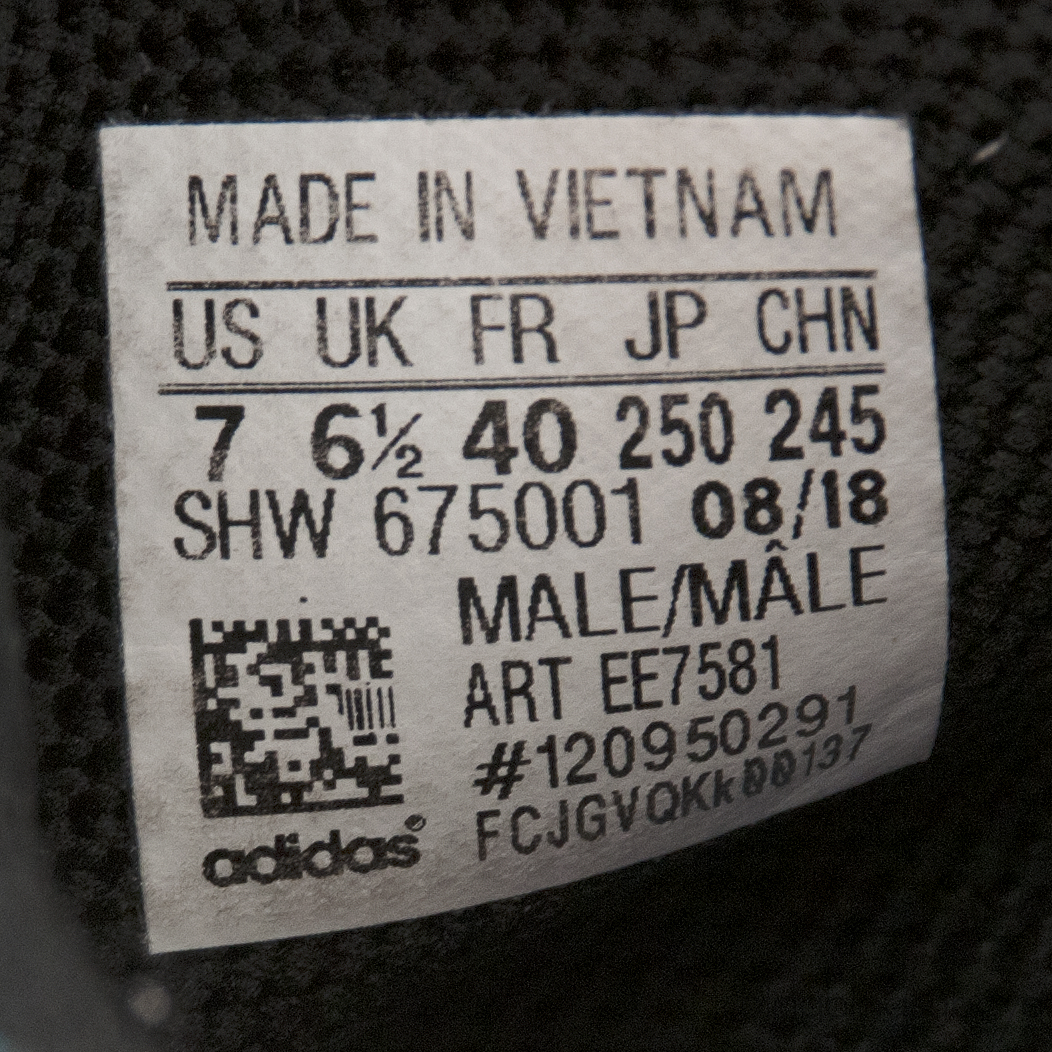 MADE IN VIETNAM
US UK FR JP CHN
7 6½ 40 250 245
SHW 675001 08/18
MALE/MÂLE
ART EE7581
#120950291
adidas®